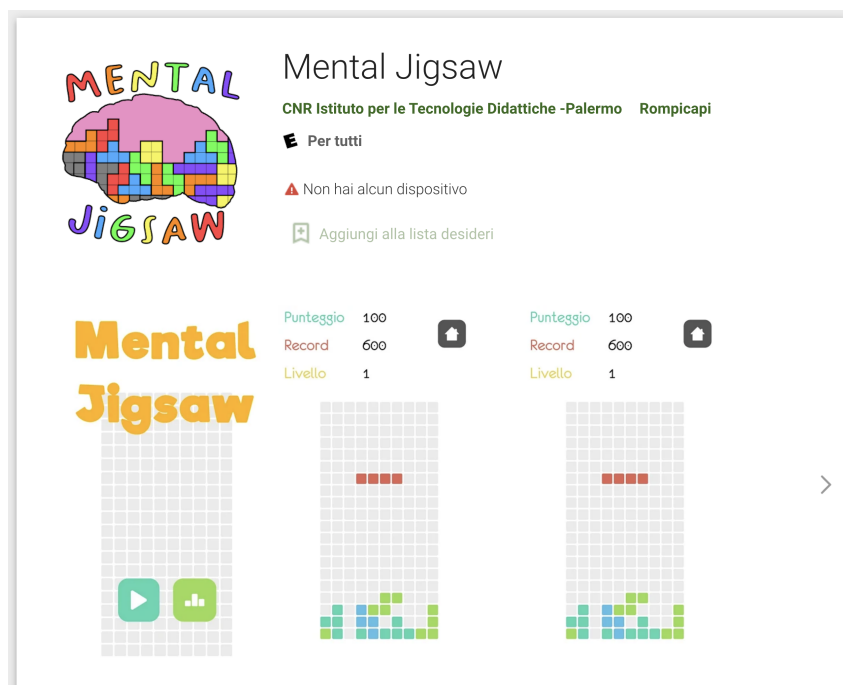 MENTAL
JiGSAW
Mental Jigsaw
CNR Istituto per le Tecnologie Didattiche -Palermo Rompicapi
E Per tutti
Non hai alcun dispositivo
Aggiungi alla lista desideri
Mental
Jigsaw
Punteggio 100
Record 600
Livello 1
Punteggio 100
Record 600
Livello 1